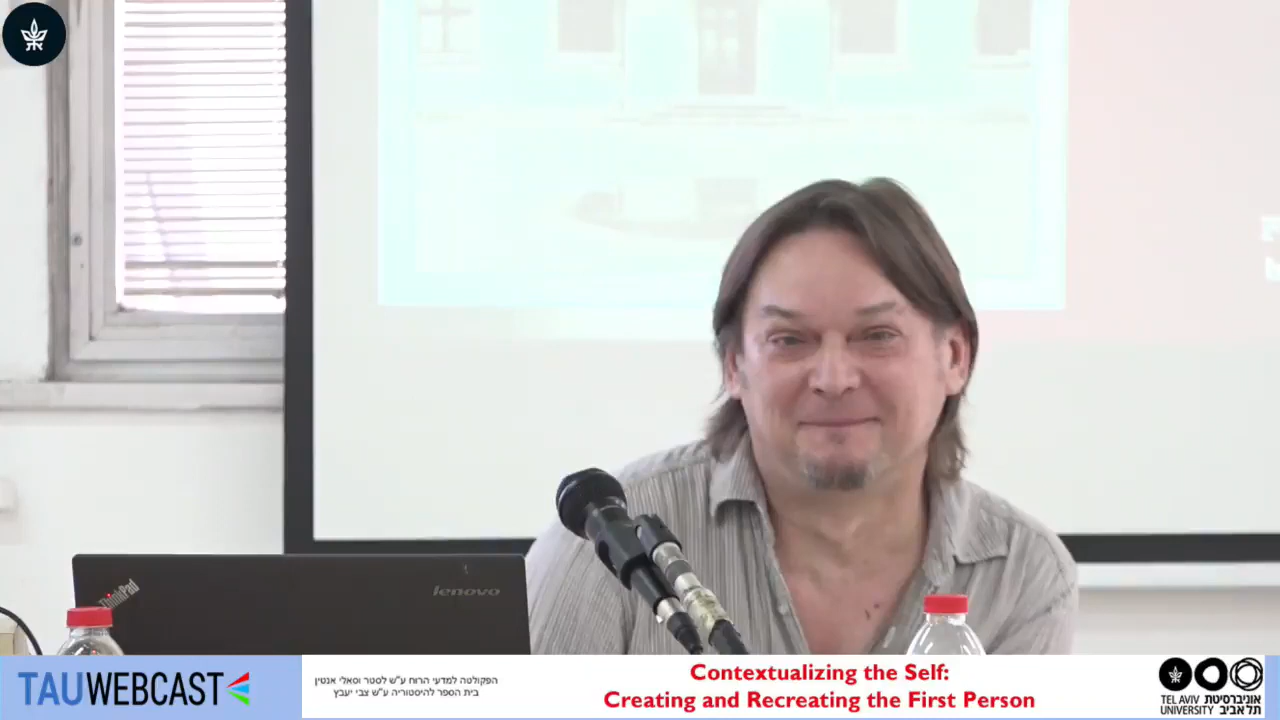 ThinkPad
lenovo
TAUWEBCAST
הפקולטה למדעי הרוח ע"ש לסטר וסאלי אנטין
בית הספר להיסטוריה ע"ש צבי יעבץ
Contextualizing the Self:
Creating and Recreating the First Person
TEL AVIV UNIVERSITY
אוניברסיטת תל אביב